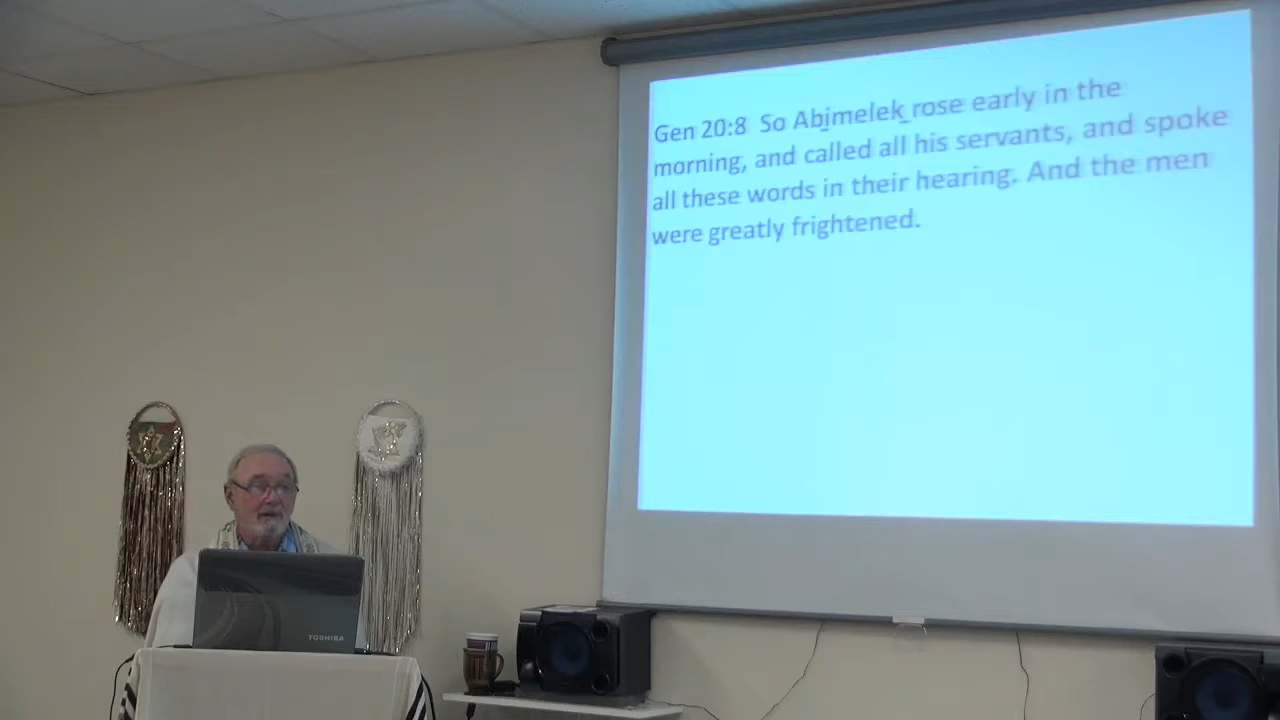 Gen 20:8 So Abimelek rose early in the
morning, and called all his servants, and spoke
all these words in their hearing. And the men
were greatly frightened.
TOSHIBA